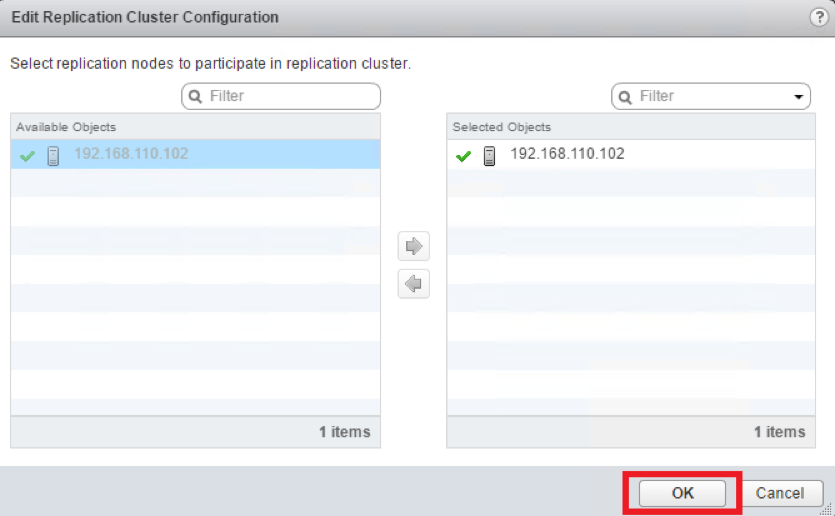 Edit Replication Cluster Configuration
?
Select replication nodes to participate in replication cluster.
Filter
Filter
Available Objects
192.168.110.102
1 items
Selected Objects
192.168.110.102
1 items
OK
Cancel